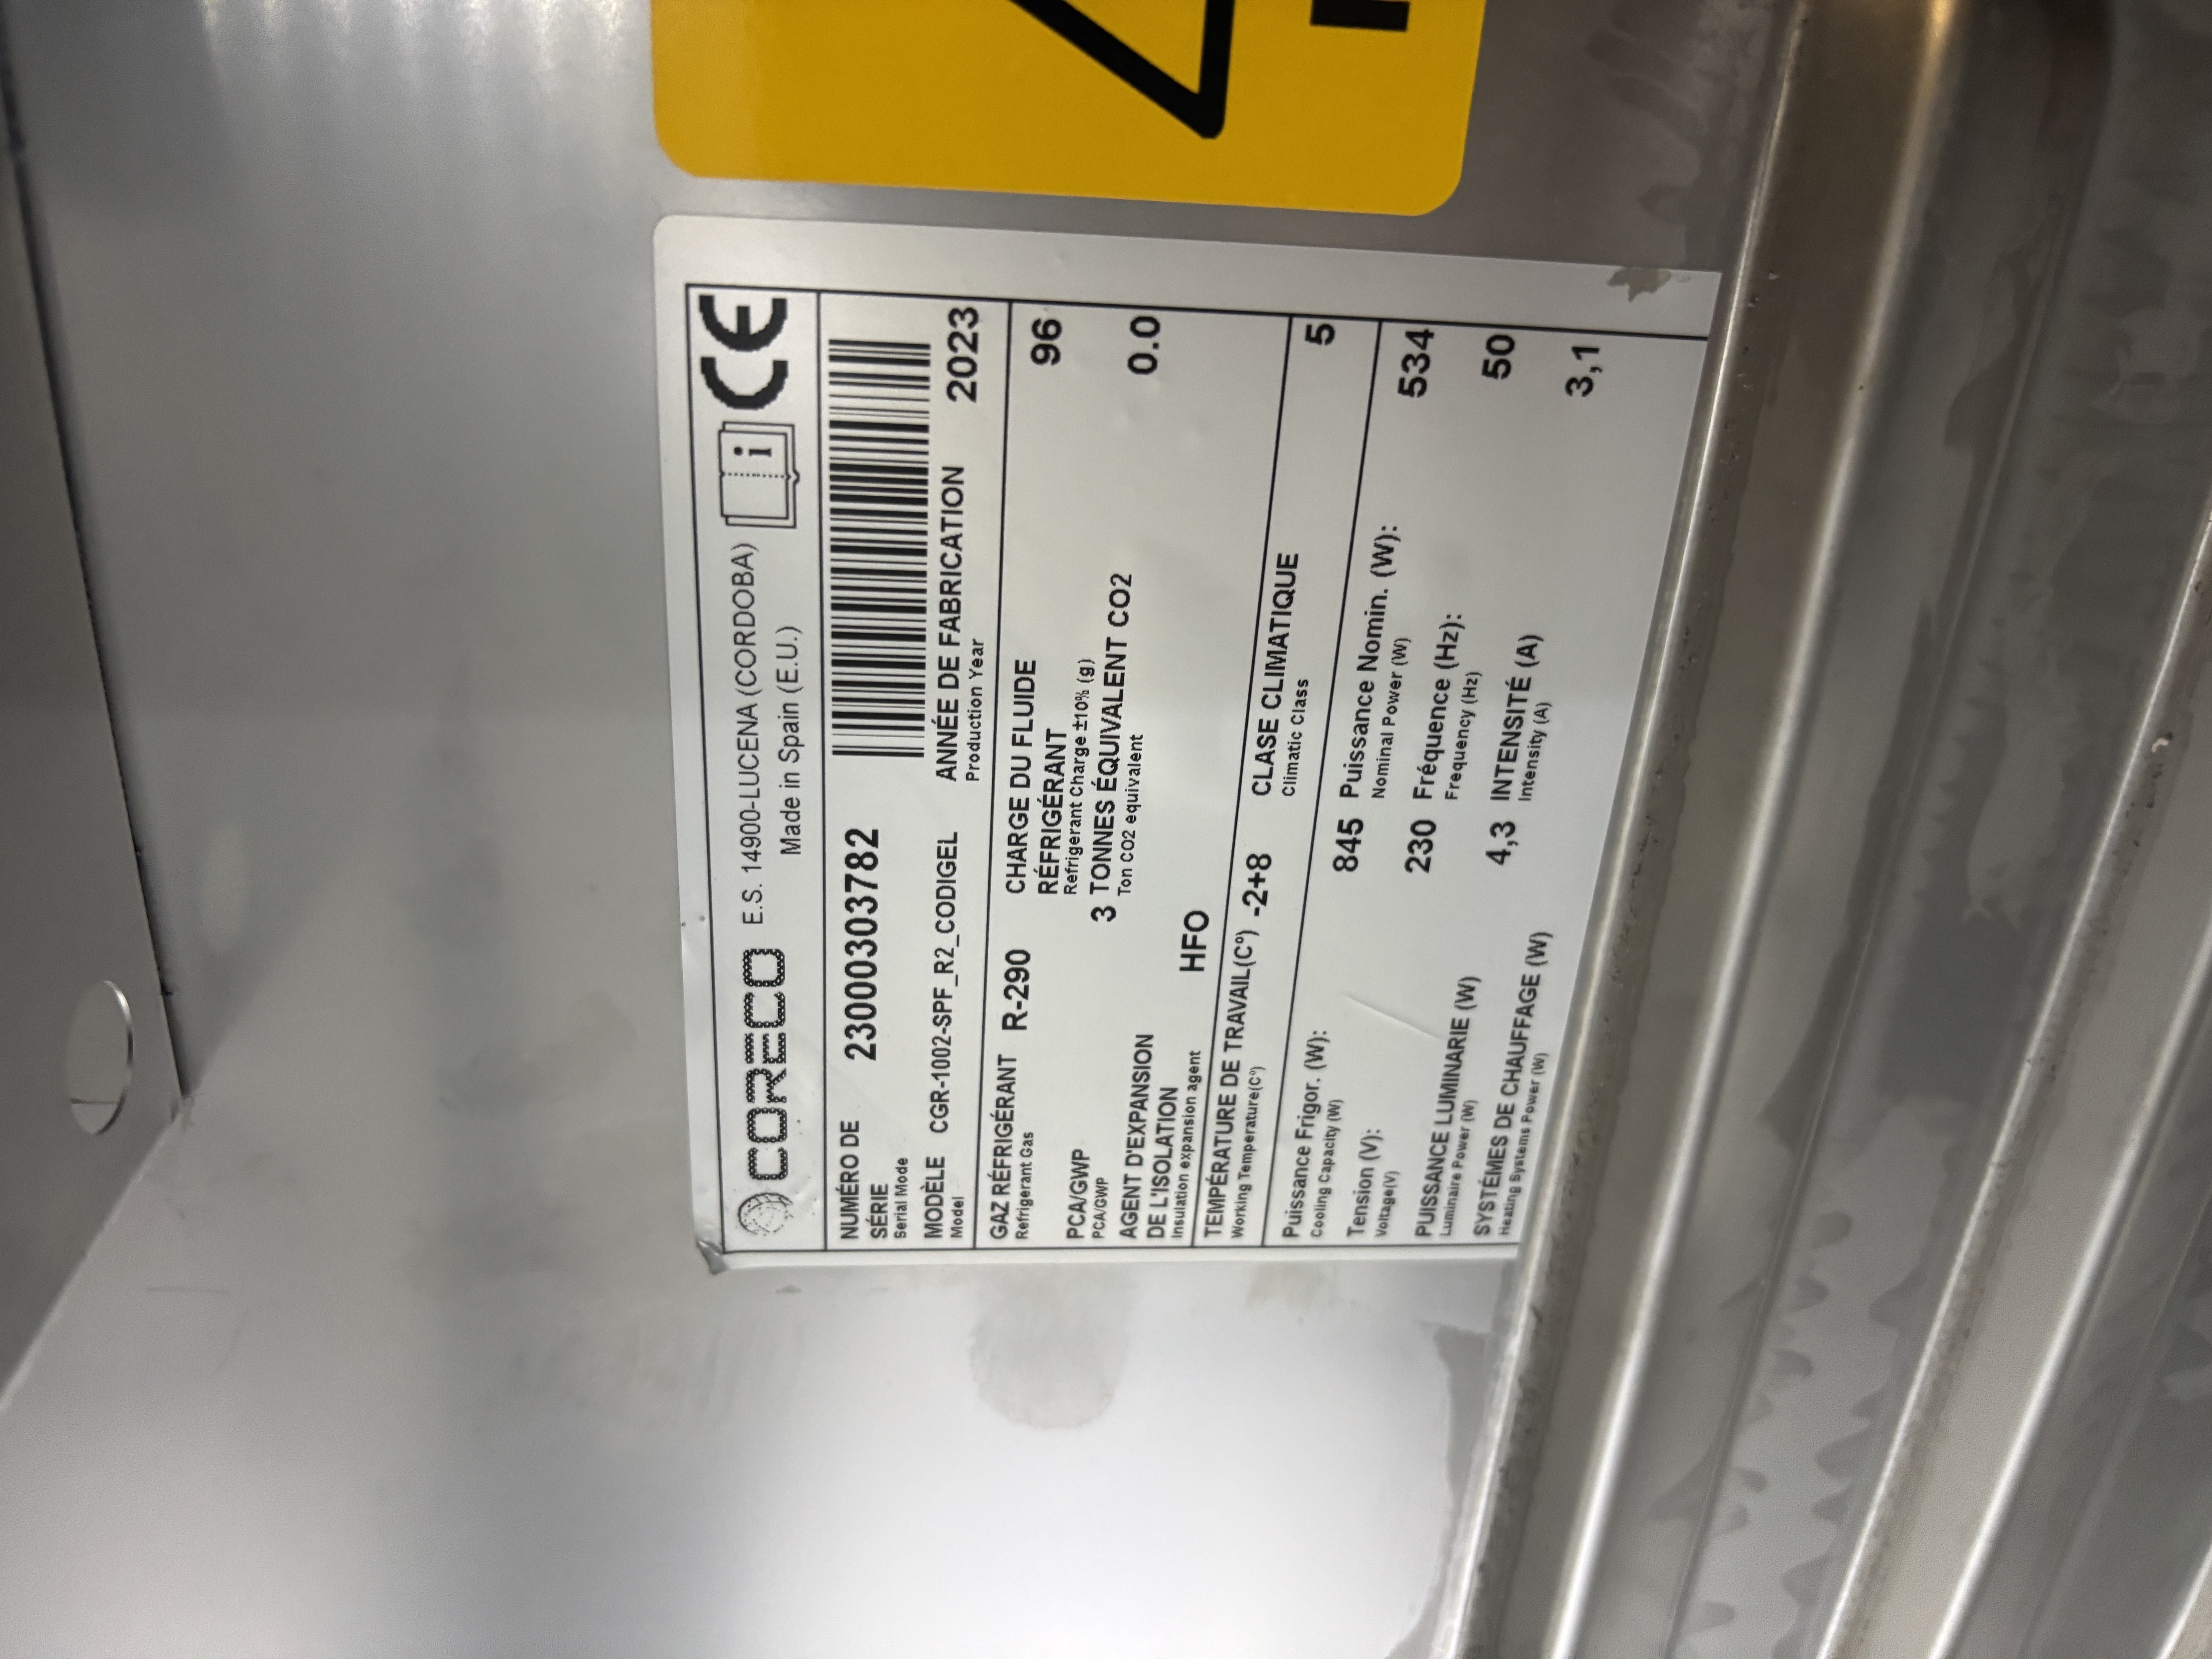 CORECO E.S. 14900-LUCENA (CORDOBA)
Made in Spain (E.U.)
i
CE
NUMÉRO DE
SÉRIE
Serial Mode
2300030303782
MODÈLE CGR-1002-SPF_R2_CODIGEL ANNÉE DE FABRICATION 2023
Model Production Year
GAZ RÉFRIGÉRANT R-290 CHARGE DU FLUIDE 96
RÉFRIGÉRANT
Refrigerant Gas Refrigerant Charge ±10% (g)
PCA/GWP 3 TONNES ÉQUIVALENT CO2 0.0
PCA/GWP Ton CO2 equivalent
AGENT D'EXPANSION
DE L'ISOLATION HFO
Insulation expansion agent
TEMPÉRATURE DE TRAVAIL(Cº) -2+8 CLASE CLIMATIQUE 5
Working Temperature(Cº) Climatic Class
Puissance Frigor. (W): 845 Puissance Nomin. (W): 534
Cooling Capacity (W) Nominal Power (W)
Tension (V): 230 Fréquence (Hz): 50
Voltage(V) Frequency (Hz)
PUISSANCE LUMINARIE (W) 4,3 INTENSITÉ (A) 3,1
Luminaire Power (W) Intensity (A)
SYSTÉMES DE CHAUFFAGE (W)
Heating Systems Power (W)